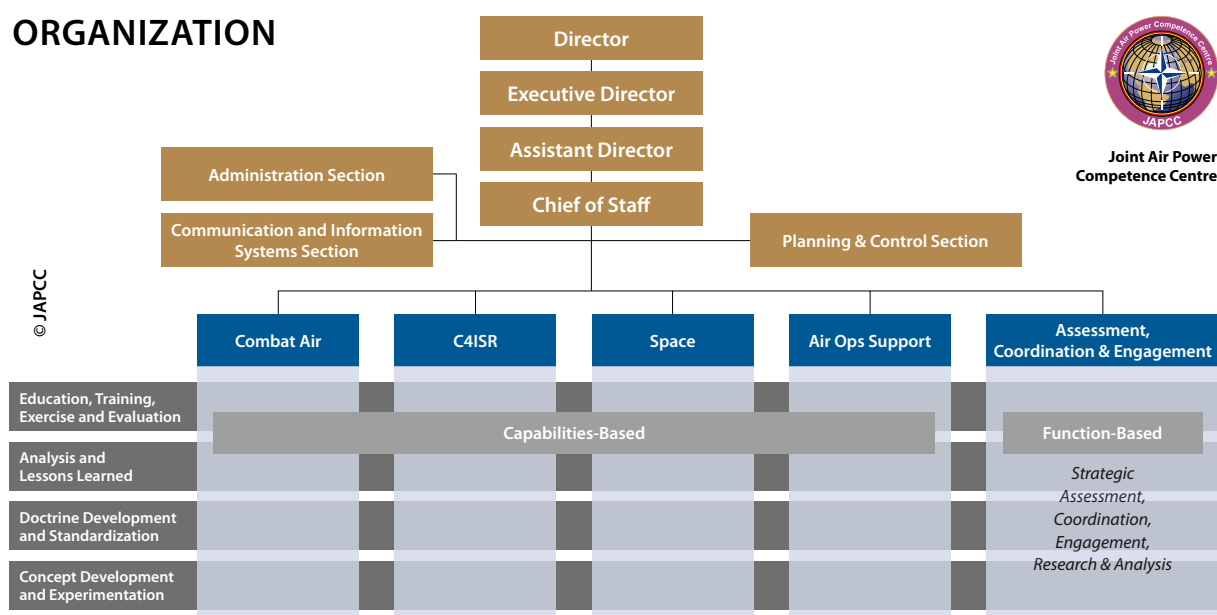 ORGANIZATION
Director
Executive Director
Assistant Director
Chief of Staff
Administration Section
Communication and Information
Systems Section
Planning & Control Section
Joint Air Power Competence Centre
JAPCC
Joint Air Power
Competence Centre
© JAPCC
Combat Air
C4ISR
Space
Air Ops Support
Assessment,
Coordination & Engagement
Education, Training,
Exercise and Evaluation
Capabilities-Based
Function-Based
Analysis and
Lessons Learned
Strategic
Assessment,
Coordination,
Engagement,
Research & Analysis
Doctrine Development
and Standardization
Concept Development
and Experimentation